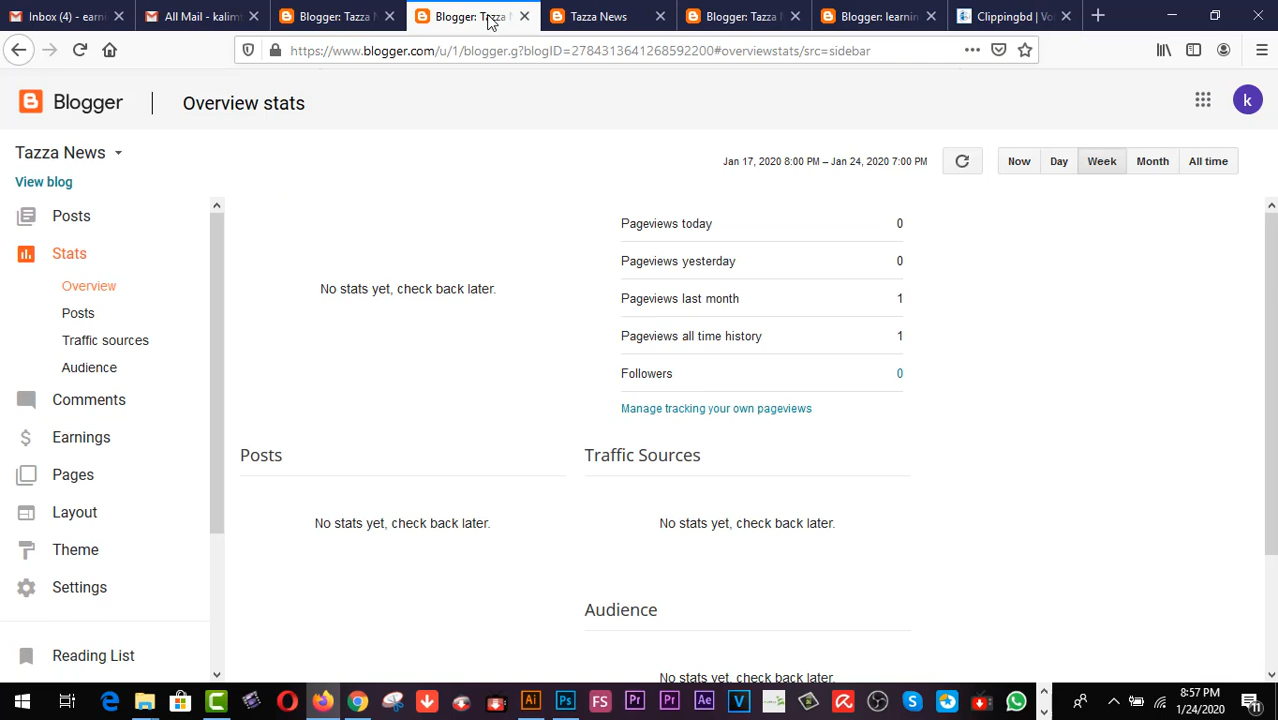 Inbox (4) - earni
All Mail - kalim
Blogger: Tazza N
Blogger: Tazza N
Tazza News
Blogger: Tazza N
Blogger: learnin
Clippingbd | Vo
https://www.blogger.com/u/1/blogger.g?blogID=2784313641268592200#overviewstats/src=sidebar
Blogger
Overview stats
k
Tazza News
Jan 17, 2020 8:00 PM – Jan 24, 2020 7:00 PM
Now
Day
Week
Month
All time
View blog
Posts
Stats
Overview
Posts
Traffic sources
Audience
Comments
Earnings
Pages
Layout
Theme
Settings
Reading List
No stats yet, check back later.
Pageviews today 0
Pageviews yesterday 0
Pageviews last month 1
Pageviews all time history 1
Followers 0
Manage tracking your own pageviews
Posts
No stats yet, check back later.
Traffic Sources
No stats yet, check back later.
Audience
No stats yet, check back later.
8:57 PM
1/24/2020